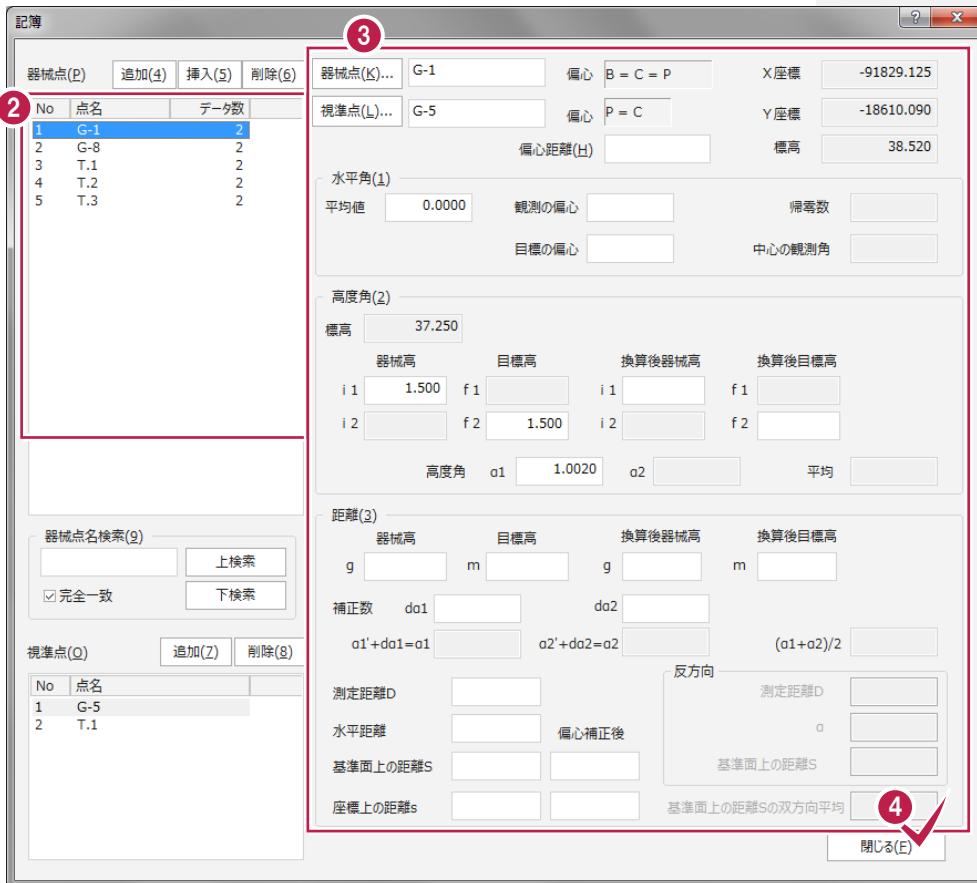 記簿
?
x
3
器械点(P) 追加(4) 挿入(5) 削除(6)
器械点(K)... G-1 偏心 B = C = P X座標 -91829.125
2
No 点名 データ数
1 G-1 2
2 G-8 2
3 T.1 2
4 T.2 2
5 T.3 2
視準点(L)... G-5 偏心 P = C Y座標 -18610.090
偏心距離(H) 標高 38.520
水平角(1)
平均値 0.0000 観測の偏心 帰零数
目標の偏心 中心の観測角
高度角(2)
標高 37.250
器械高 目標高 換算後器械高 換算後目標高
i 1 1.500 f 1 i 1 f 1
i 2 f 2 1.500 i 2 f 2
高度角 α1 1.0020 α2 平均
距離(3)
器械高 目標高 換算後器械高 換算後目標高
g m g m
補正数 dα1 dα2
α1'+dα1=α1 α2'+dα2=α2 (α1+α2)/2
器械点名検索(9)
上検索
完全一致 下検索
視準点(O) 追加(7) 削除(8)
No 点名
1 G-5
2 T.1
測定距離D
水平距離 偏心補正後
基準面上の距離S
座標上の距離s
反方向
測定距離D
α
基準面上の距離S
基準面上の距離Sの双方向平均
4
閉じる(F)